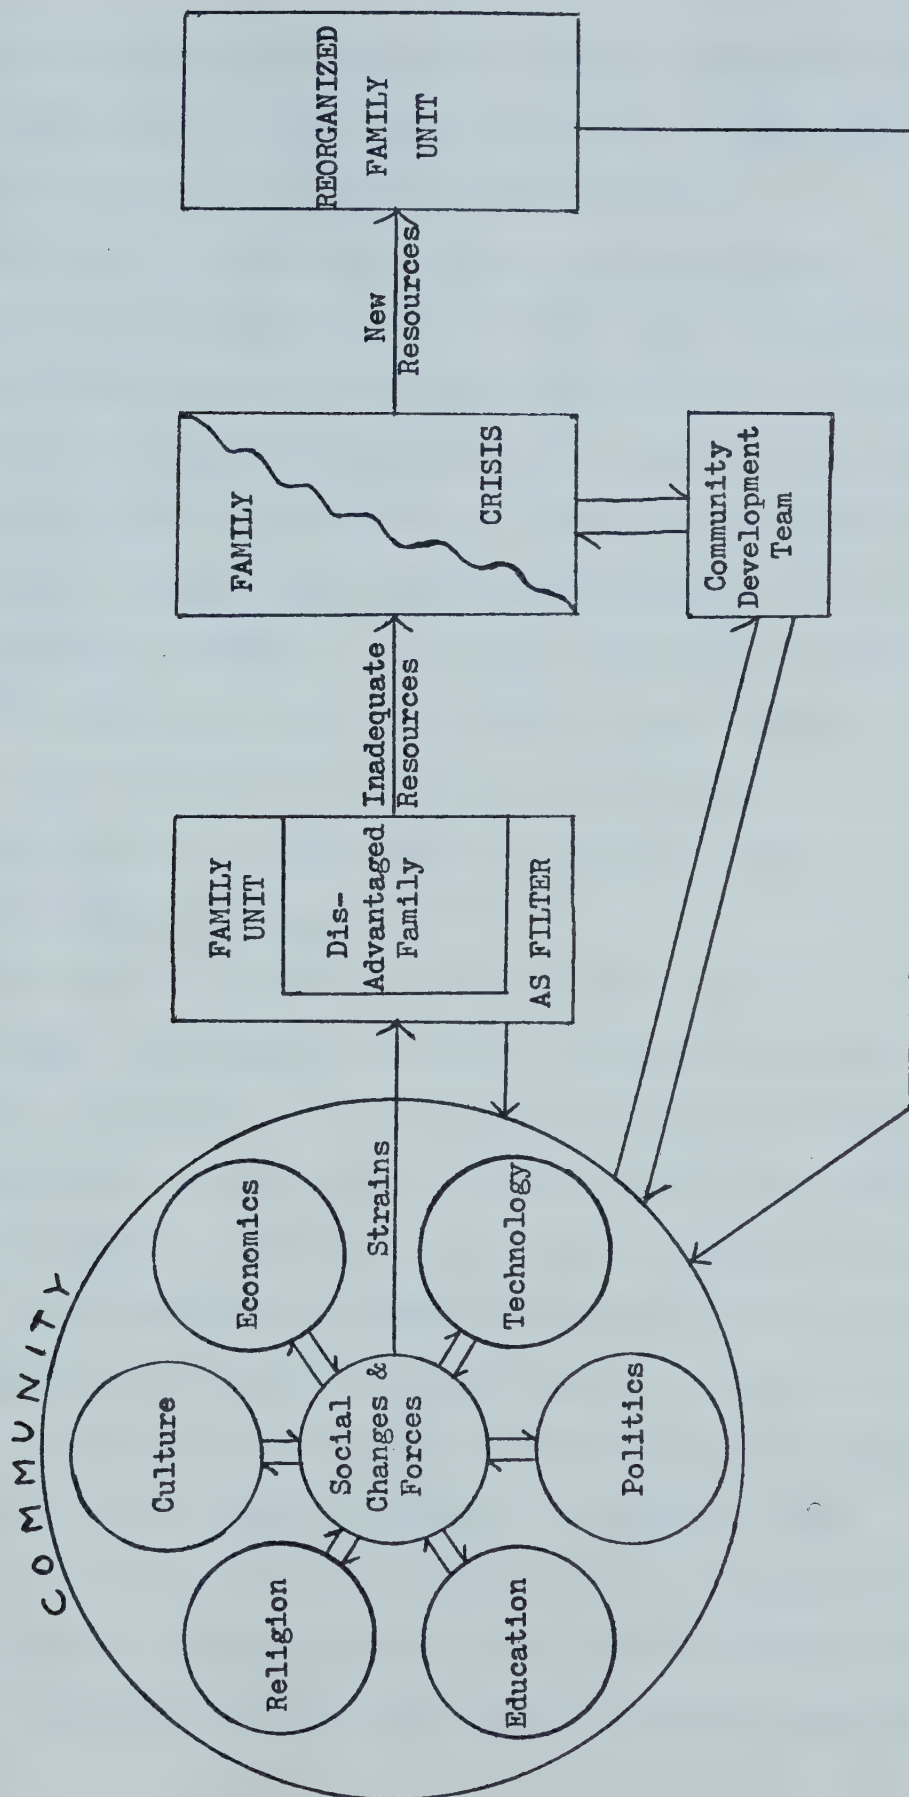 COMMUNITY
Religion
Culture
Economics
Social
Changes &
Forces
Education
Politics
Technology
Strains
FAMILY
UNIT
Dis-
Advantaged
Family
AS FILTER
Inadequate
Resources
FAMILY
CRISIS
New
Resources
REORGANIZED
FAMILY
UNIT
Community
Development
Team